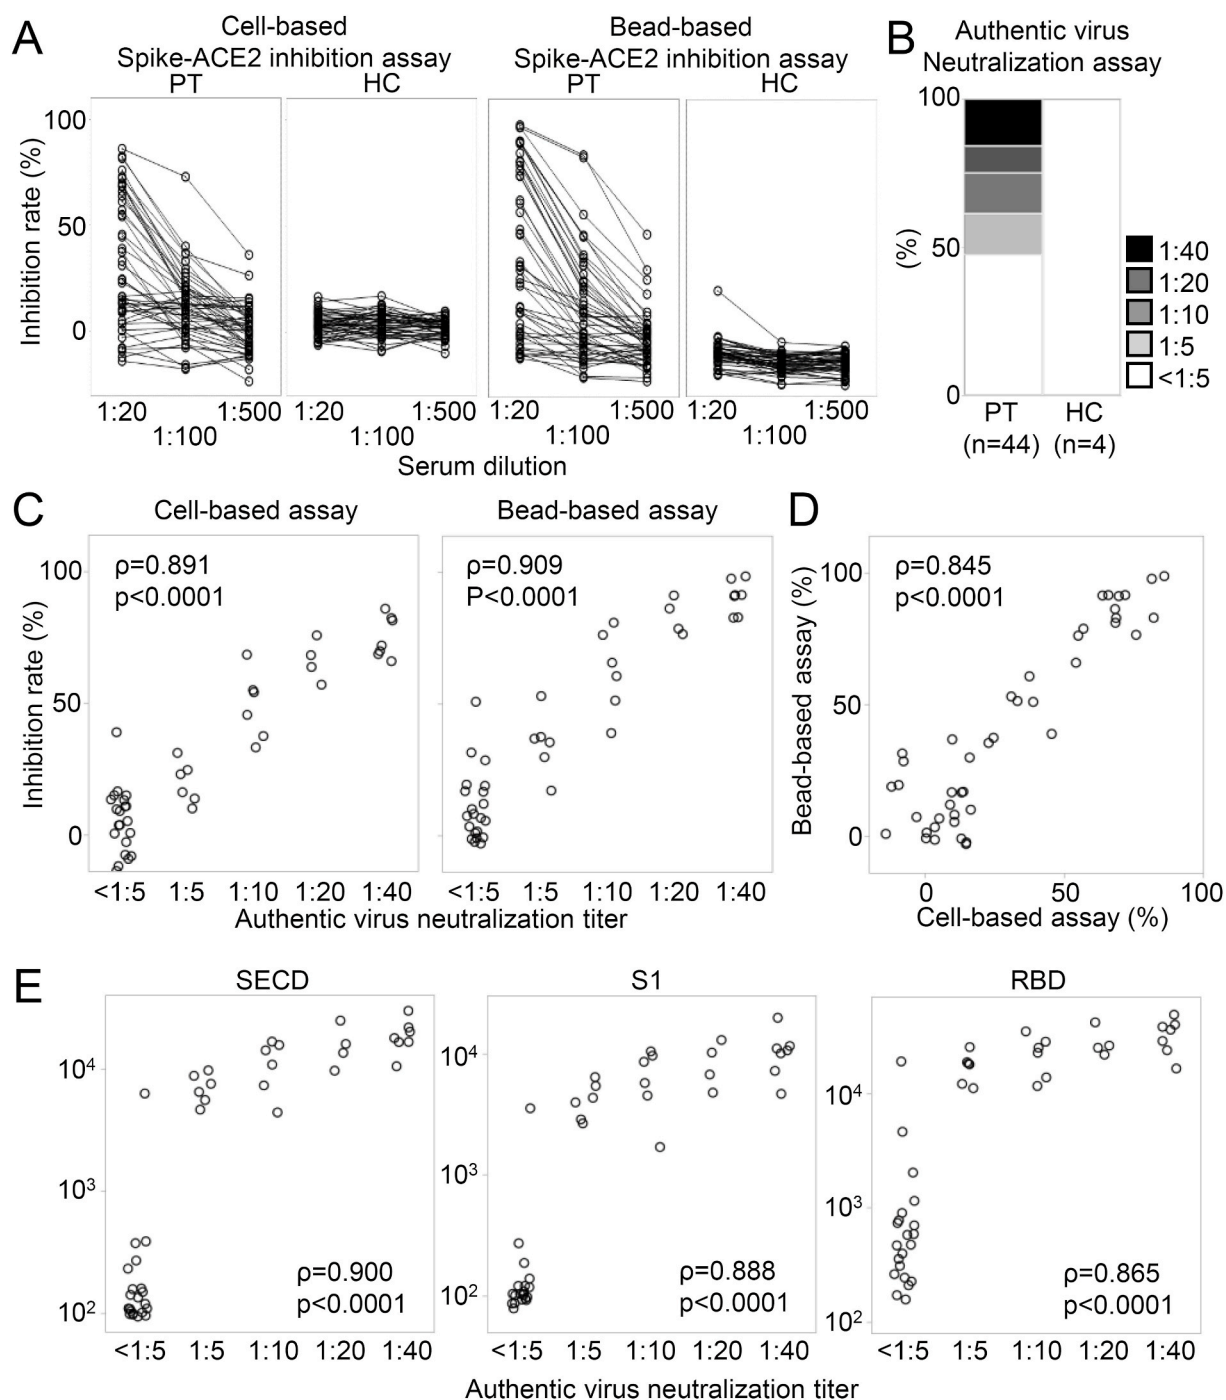 A
Cell-based
Spike-ACE2 inhibition assay
PT
HC
Bead-based
Spike-ACE2 inhibition assay
PT
HC
Inhibition rate (%)
100
50
0
1:20
1:100
1:500
1:20
1:100
1:500
1:20
1:100
1:500
1:20
1:100
1:500
Serum dilution
B
Authentic virus
Neutralization assay
(%)
100
50
0
PT
(n=44)
HC
(n=4)
1:40
1:20
1:10
1:5
<1:5
C
Cell-based assay
ρ=0.891
p<0.0001
Inhibition rate (%)
100
50
0
<1:5 1:5 1:10 1:20 1:40
Bead-based assay
ρ=0.909
P<0.0001
<1:5 1:5 1:10 1:20 1:40
Authentic virus neutralization titer
D
ρ=0.845
p<0.0001
Bead-based assay (%)
100
50
0
0 50 100
Cell-based assay (%)
E
SECD
10⁴
10³
10²
ρ=0.900
p<0.0001
<1:5 1:5 1:10 1:20 1:40
S1
10⁴
10³
10²
ρ=0.888
p<0.0001
<1:5 1:5 1:10 1:20 1:40
RBD
10⁴
10³
10²
ρ=0.865
p<0.0001
<1:5 1:5 1:10 1:20 1:40
Authentic virus neutralization titer